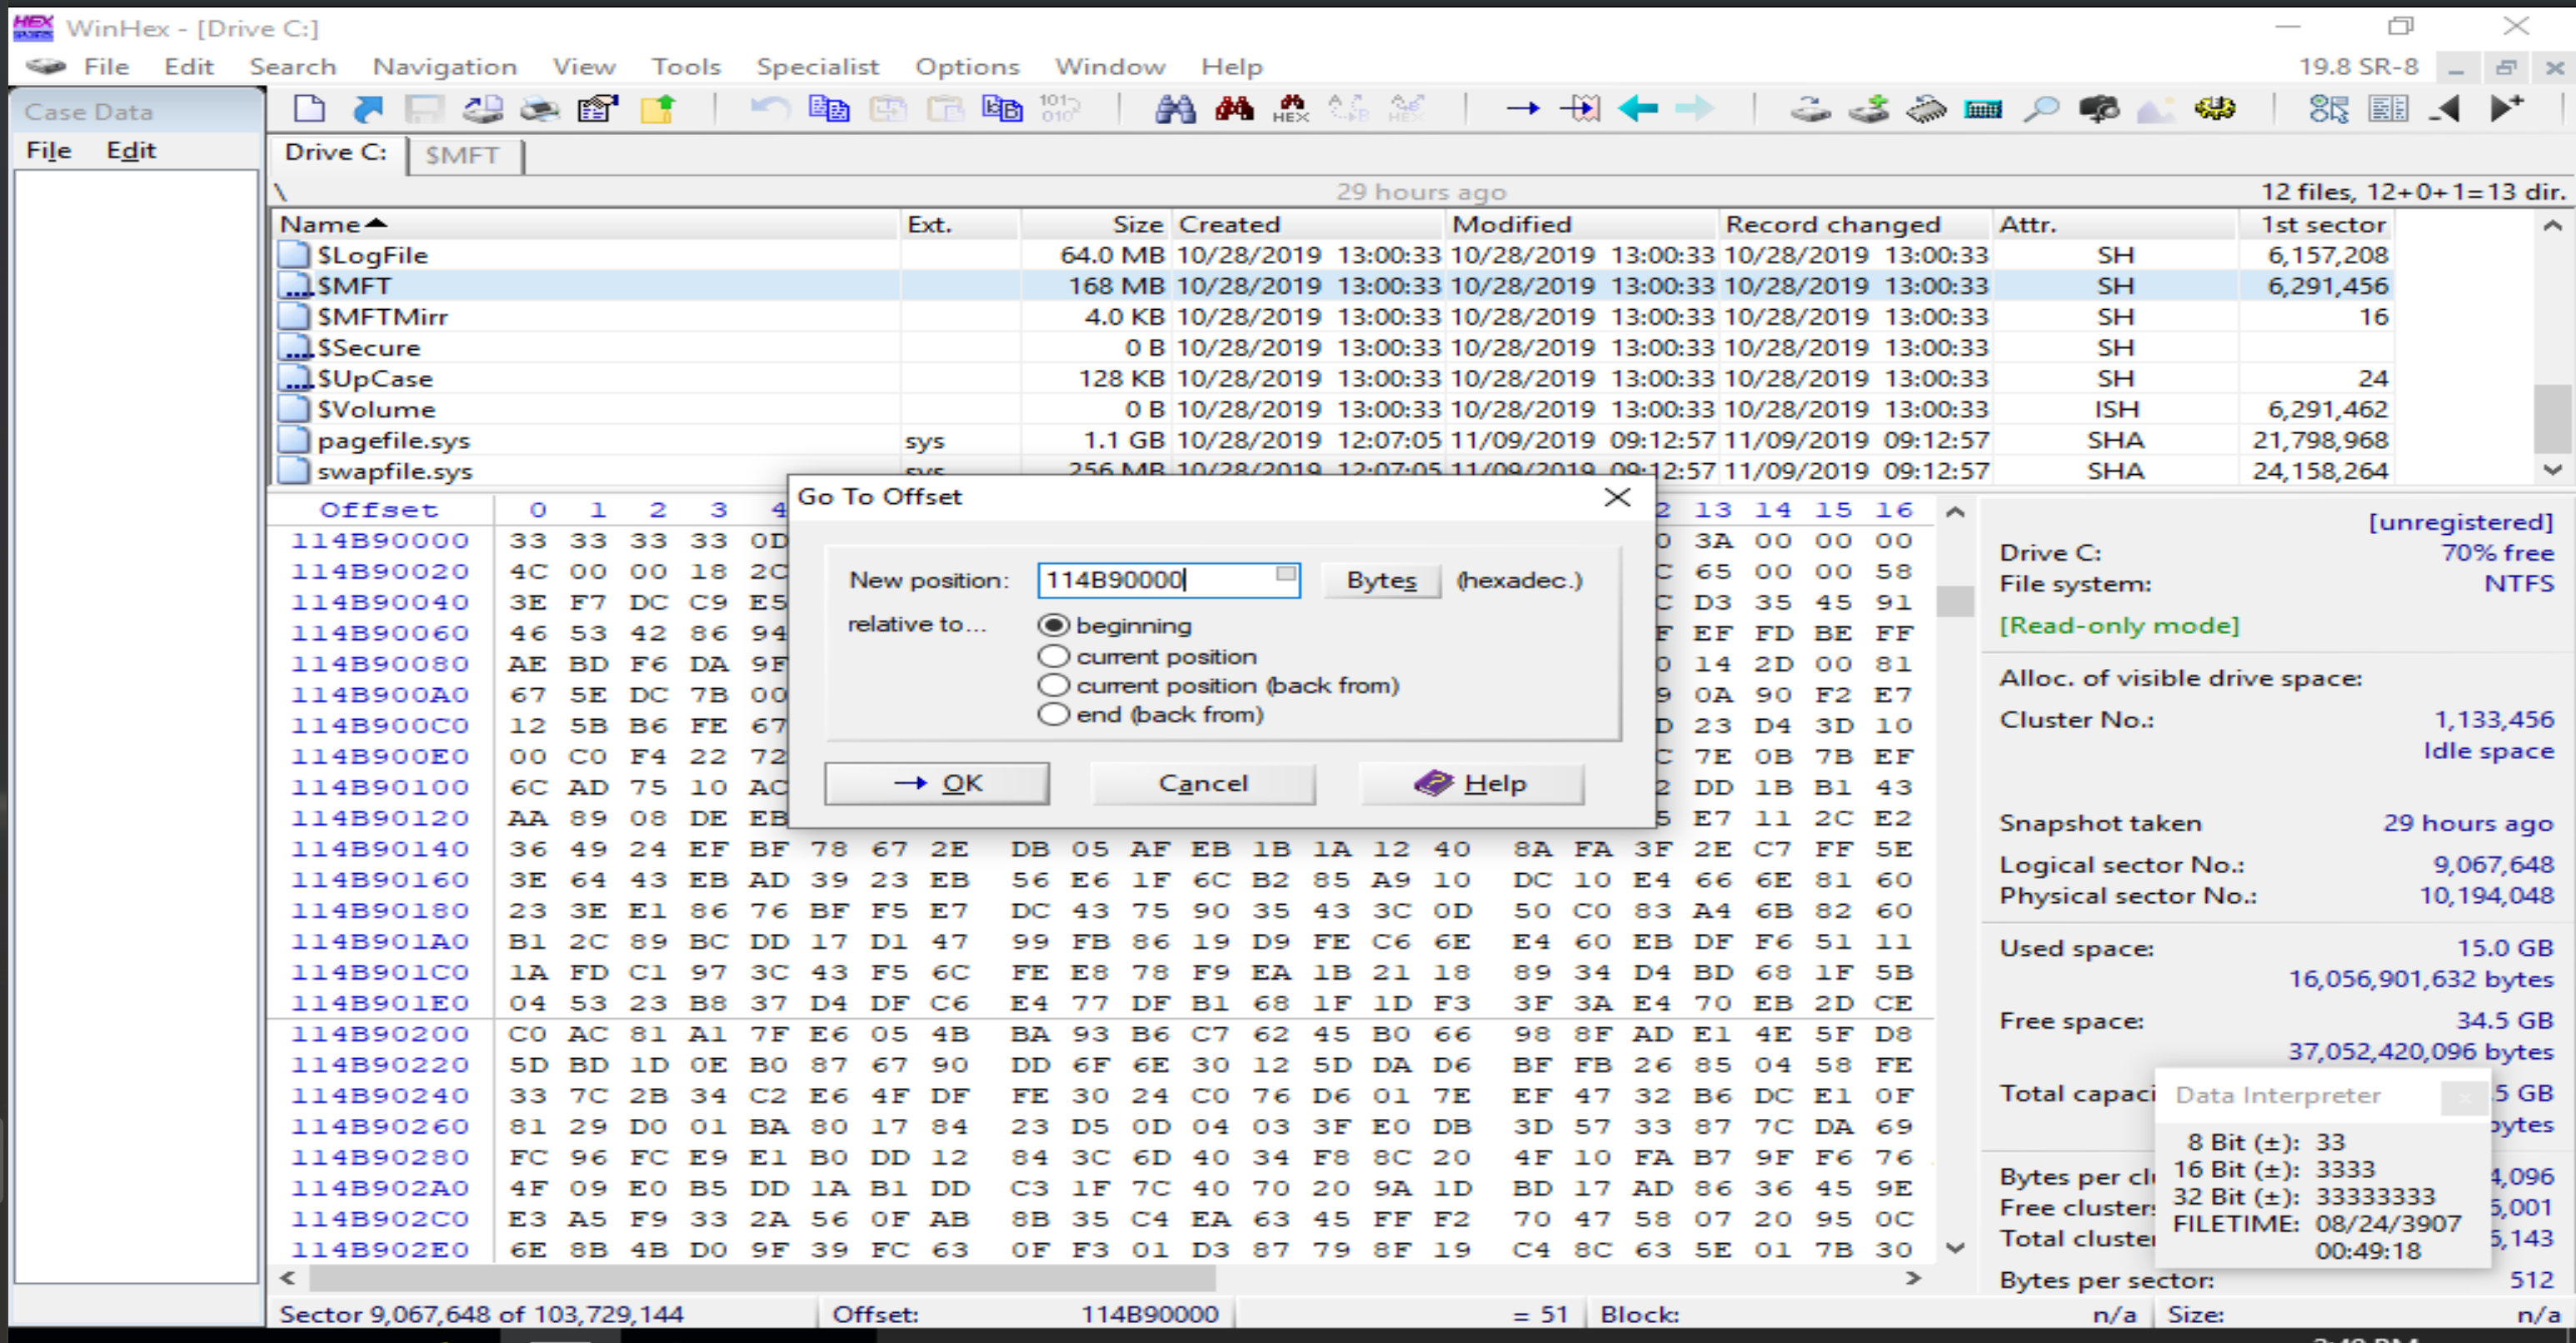 WinHex - [Drive C:]
File Edit Search Navigation View Tools Specialist Options Window Help 19.8 SR-8
Case Data
File Edit
Drive C: $MFT
\ 29 hours ago 12 files, 12+0+1=13 dir.
Name Ext. Size Created Modified Record changed Attr. 1st sector
$LogFile 64.0 MB 10/28/2019 13:00:33 10/28/2019 13:00:33 10/28/2019 13:00:33 SH 6,157,208
$MFT 168 MB 10/28/2019 13:00:33 10/28/2019 13:00:33 10/28/2019 13:00:33 SH 6,291,456
$MFTMirr 4.0 KB 10/28/2019 13:00:33 10/28/2019 13:00:33 10/28/2019 13:00:33 SH 16
$Secure 0 B 10/28/2019 13:00:33 10/28/2019 13:00:33 10/28/2019 13:00:33 SH
$UpCase 128 KB 10/28/2019 13:00:33 10/28/2019 13:00:33 10/28/2019 13:00:33 SH 24
$Volume 0 B 10/28/2019 13:00:33 10/28/2019 13:00:33 10/28/2019 13:00:33 ISH 6,291,462
pagefile.sys sys 1.1 GB 10/28/2019 12:07:05 11/09/2019 09:12:57 11/09/2019 09:12:57 SHA 21,798,968
swapfile.sys sys 256 MB 10/28/2019 12:07:05 11/09/2019 09:12:57 11/09/2019 09:12:57 SHA 24,158,264
Offset 0 1 2 3 4 2 13 14 15 16
114B90000 33 33 33 33 0D 0 3A 00 00 00
114B90020 4C 00 00 18 2C C 65 00 00 58
114B90040 3E F7 DC C9 E5 C D3 35 45 91
114B90060 46 53 42 86 94 F EF FD BE FF
114B90080 AE BD F6 DA 9F 0 14 2D 00 81
114B900A0 67 5E DC 7B 00 9 0A 90 F2 E7
114B900C0 12 5B B6 FE 67 D 23 D4 3D 10
114B900E0 00 C0 F4 22 72 C 7E 0B 7B EF
114B90100 6C AD 75 10 AC 2 DD 1B B1 43
114B90120 AA 89 08 DE EB 5 E7 11 2C E2
114B90140 36 49 24 EF BF 78 67 2E DB 05 AF EB 1B 1A 12 40 8A FA 3F 2E C7 FF 5E
114B90160 3E 64 43 EB AD 39 23 EB 56 E6 1F 6C B2 85 A9 10 DC 10 E4 66 6E 81 60
114B90180 23 3E E1 86 76 BF F5 E7 DC 43 75 90 35 43 3C 0D 50 C0 83 A4 6B 82 60
114B901A0 B1 2C 89 BC DD 17 D1 47 99 FB 86 19 D9 FE C6 6E E4 60 EB DF F6 51 11
114B901C0 1A FD C1 97 3C 43 F5 6C FE E8 78 F9 EA 1B 21 18 89 34 D4 BD 68 1F 5B
114B901E0 04 53 23 B8 37 D4 DF C6 E4 77 DF B1 68 1F 1D F3 3F 3A E4 70 EB 2D CE
114B90200 C0 AC 81 A1 7F E6 05 4B BA 93 B6 C7 62 45 B0 66 98 8F AD E1 4E 5F D8
114B90220 5D BD 1D 0E B0 87 67 90 DD 6F 6E 30 12 5D DA D6 BF FB 26 85 04 58 FE
114B90240 33 7C 2B 34 C2 E6 4F DF FE 30 24 C0 76 D6 01 7E EF 47 32 B6 DC E1 0F
114B90260 81 29 D0 01 BA 80 17 84 23 D5 0D 04 03 3F E0 DB 3D 57 33 87 7C DA 69
114B90280 FC 96 FC E9 E1 B0 DD 12 84 3C 6D 40 34 F8 8C 20 4F 10 FA B7 9F F6 76
114B902A0 4F 09 E0 B5 DD 1A B1 DD C3 1F 7C 40 70 20 9A 1D BD 17 AD 86 36 45 9E
114B902C0 E3 A5 F9 33 2A 56 0F AB 8B 35 C4 EA 63 45 FF F2 70 47 58 07 20 95 0C
114B902E0 6E 8B 4B D0 9F 39 FC 63 0F F3 01 D3 87 79 8F 19 C4 8C 63 5E 01 7B 30
Go To Offset
New position: 114B90000 Bytes (hexadec.)
relative to... beginning
current position
current position (back from)
end (back from)
OK Cancel Help
[unregistered]
Drive C: 70% free
File system: NTFS
[Read-only mode]
Alloc. of visible drive space:
Cluster No.: 1,133,456
Idle space
Snapshot taken 29 hours ago
Logical sector No.: 9,067,648
Physical sector No.: 10,194,048
Used space: 15.0 GB
16,056,901,632 bytes
Free space: 34.5 GB
37,052,420,096 bytes
Total capaci .5 GB
bytes
Bytes per clu 4,096
Free clusters 6,001
Total cluster 6,143
Bytes per sector: 512
Data Interpreter
8 Bit (±): 33
16 Bit (±): 3333
32 Bit (±): 33333333
FILETIME: 08/24/3907
00:49:18
Sector 9,067,648 of 103,729,144 Offset: 114B90000 = 51 Block: n/a Size: n/a